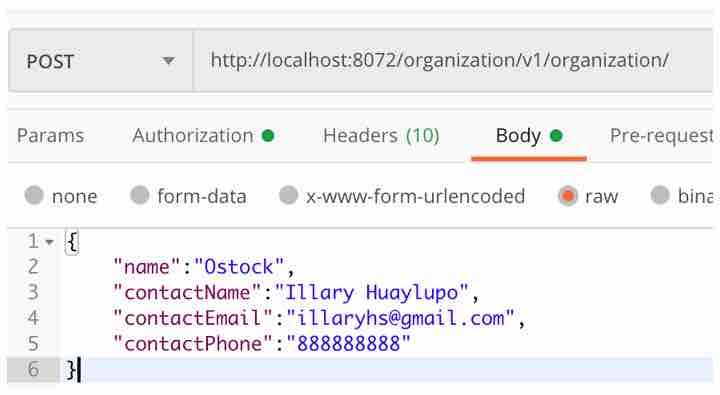 POST http://localhost:8072/organization/v1/organization/
Params Authorization Headers (10) Body Pre-request
none form-data x-www-form-urlencoded raw bina
1 {
2 "name":"Ostock",
3 "contactName":"Illary Huaylupo",
4 "contactEmail":"illaryhs@gmail.com",
5 "contactPhone":"888888888"
6 }